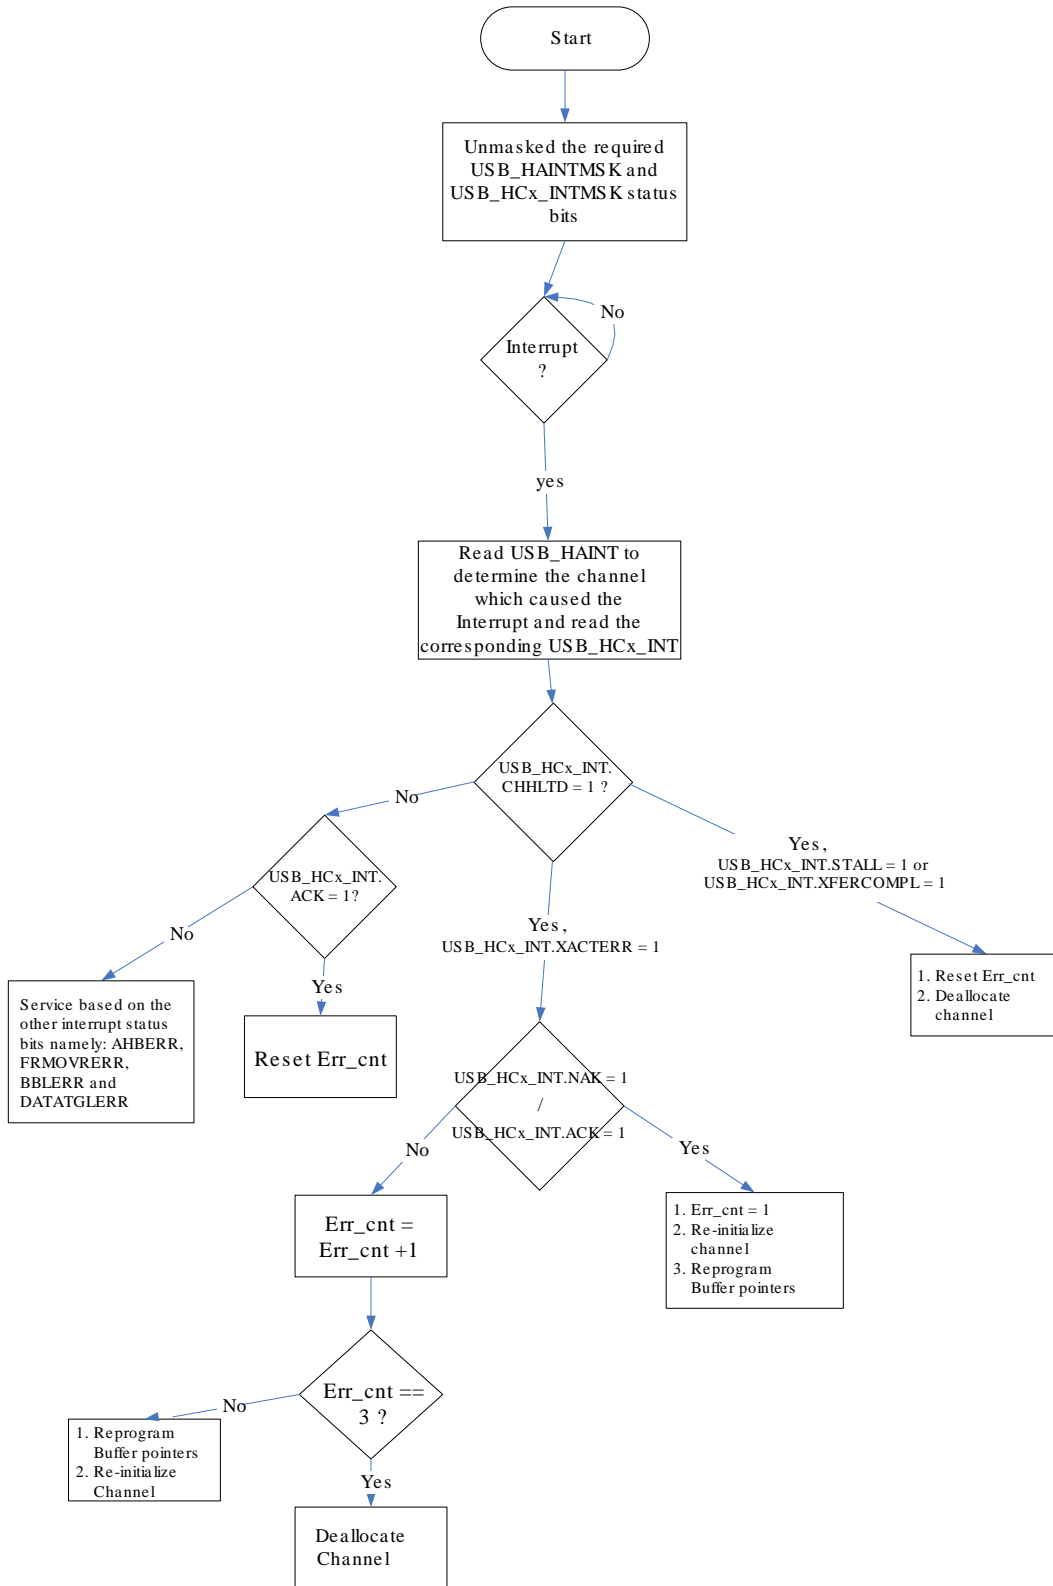 Start
Unmasked the required
USB_HAINTMSK and
USB_HCx_INTMSK status
bits
No
Interrupt
?
yes
Read USB_HAINT to
determine the channel
which caused the
Interrupt and read the
corresponding USB_HCx_INT
USB_HCx_INT.
CHHLTD = 1 ?
No
Yes,
USB_HCx_INT.STALL = 1 or
USB_HCx_INT.XFERCOMPL = 1
USB_HCx_INT.
ACK = 1?
Yes,
USB_HCx_INT.XACTERR = 1
No
Yes
1. Reset Err_cnt
2. Deallocate
channel
Service based on the
other interrupt status
bits namely: AHBERR,
FRMOVRERR,
BBLERR and
DATATGLERR
Reset Err_cnt
USB_HCx_INT.NAK = 1
/
USB_HCx_INT.ACK = 1
No
Yes
Err_cnt =
Err_cnt +1
1. Err_cnt = 1
2. Re-initialize
channel
3. Reprogram
Buffer pointers
Err_cnt ==
3 ?
No
1. Reprogram
Buffer pointers
2. Re-initialize
Channel
Yes
Deallocate
Channel